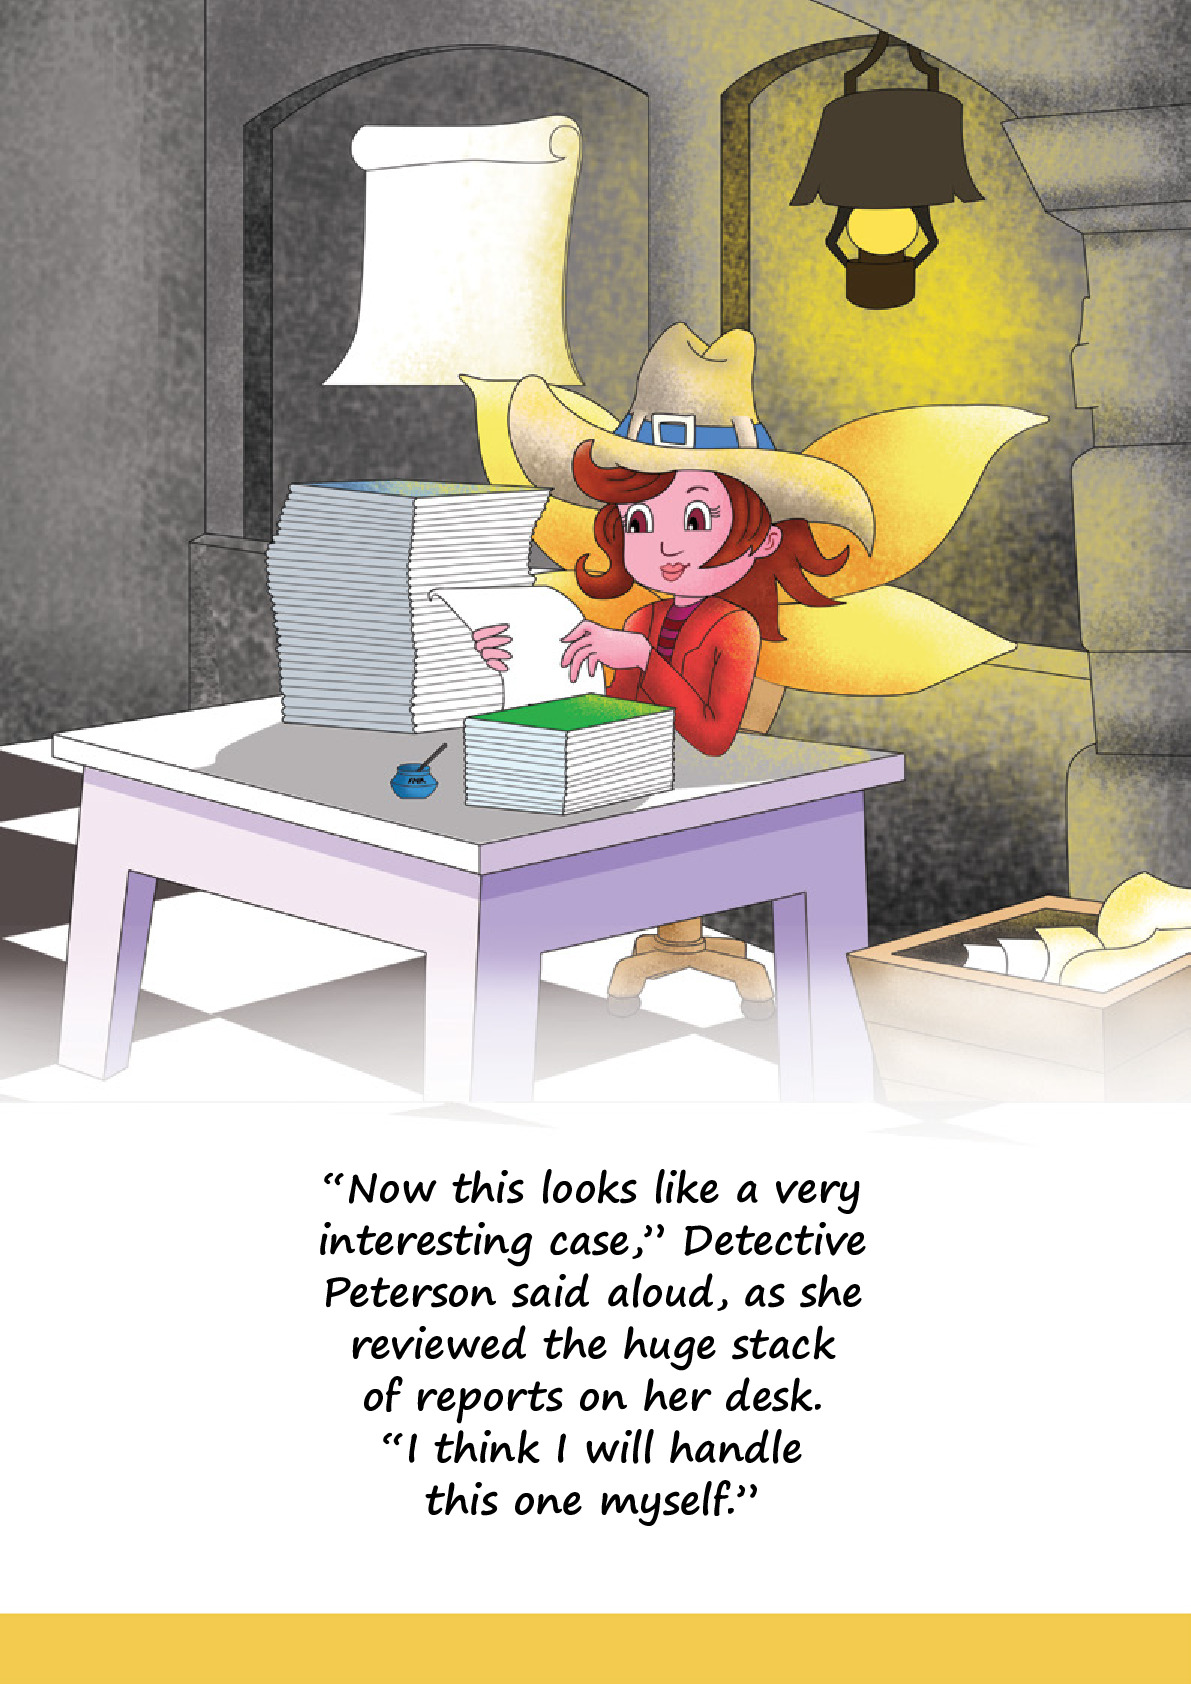 “Now this looks like a very
interesting case,” Detective
Peterson said aloud, as she
reviewed the huge stack
of reports on her desk.
“I think I will handle
this one myself.”